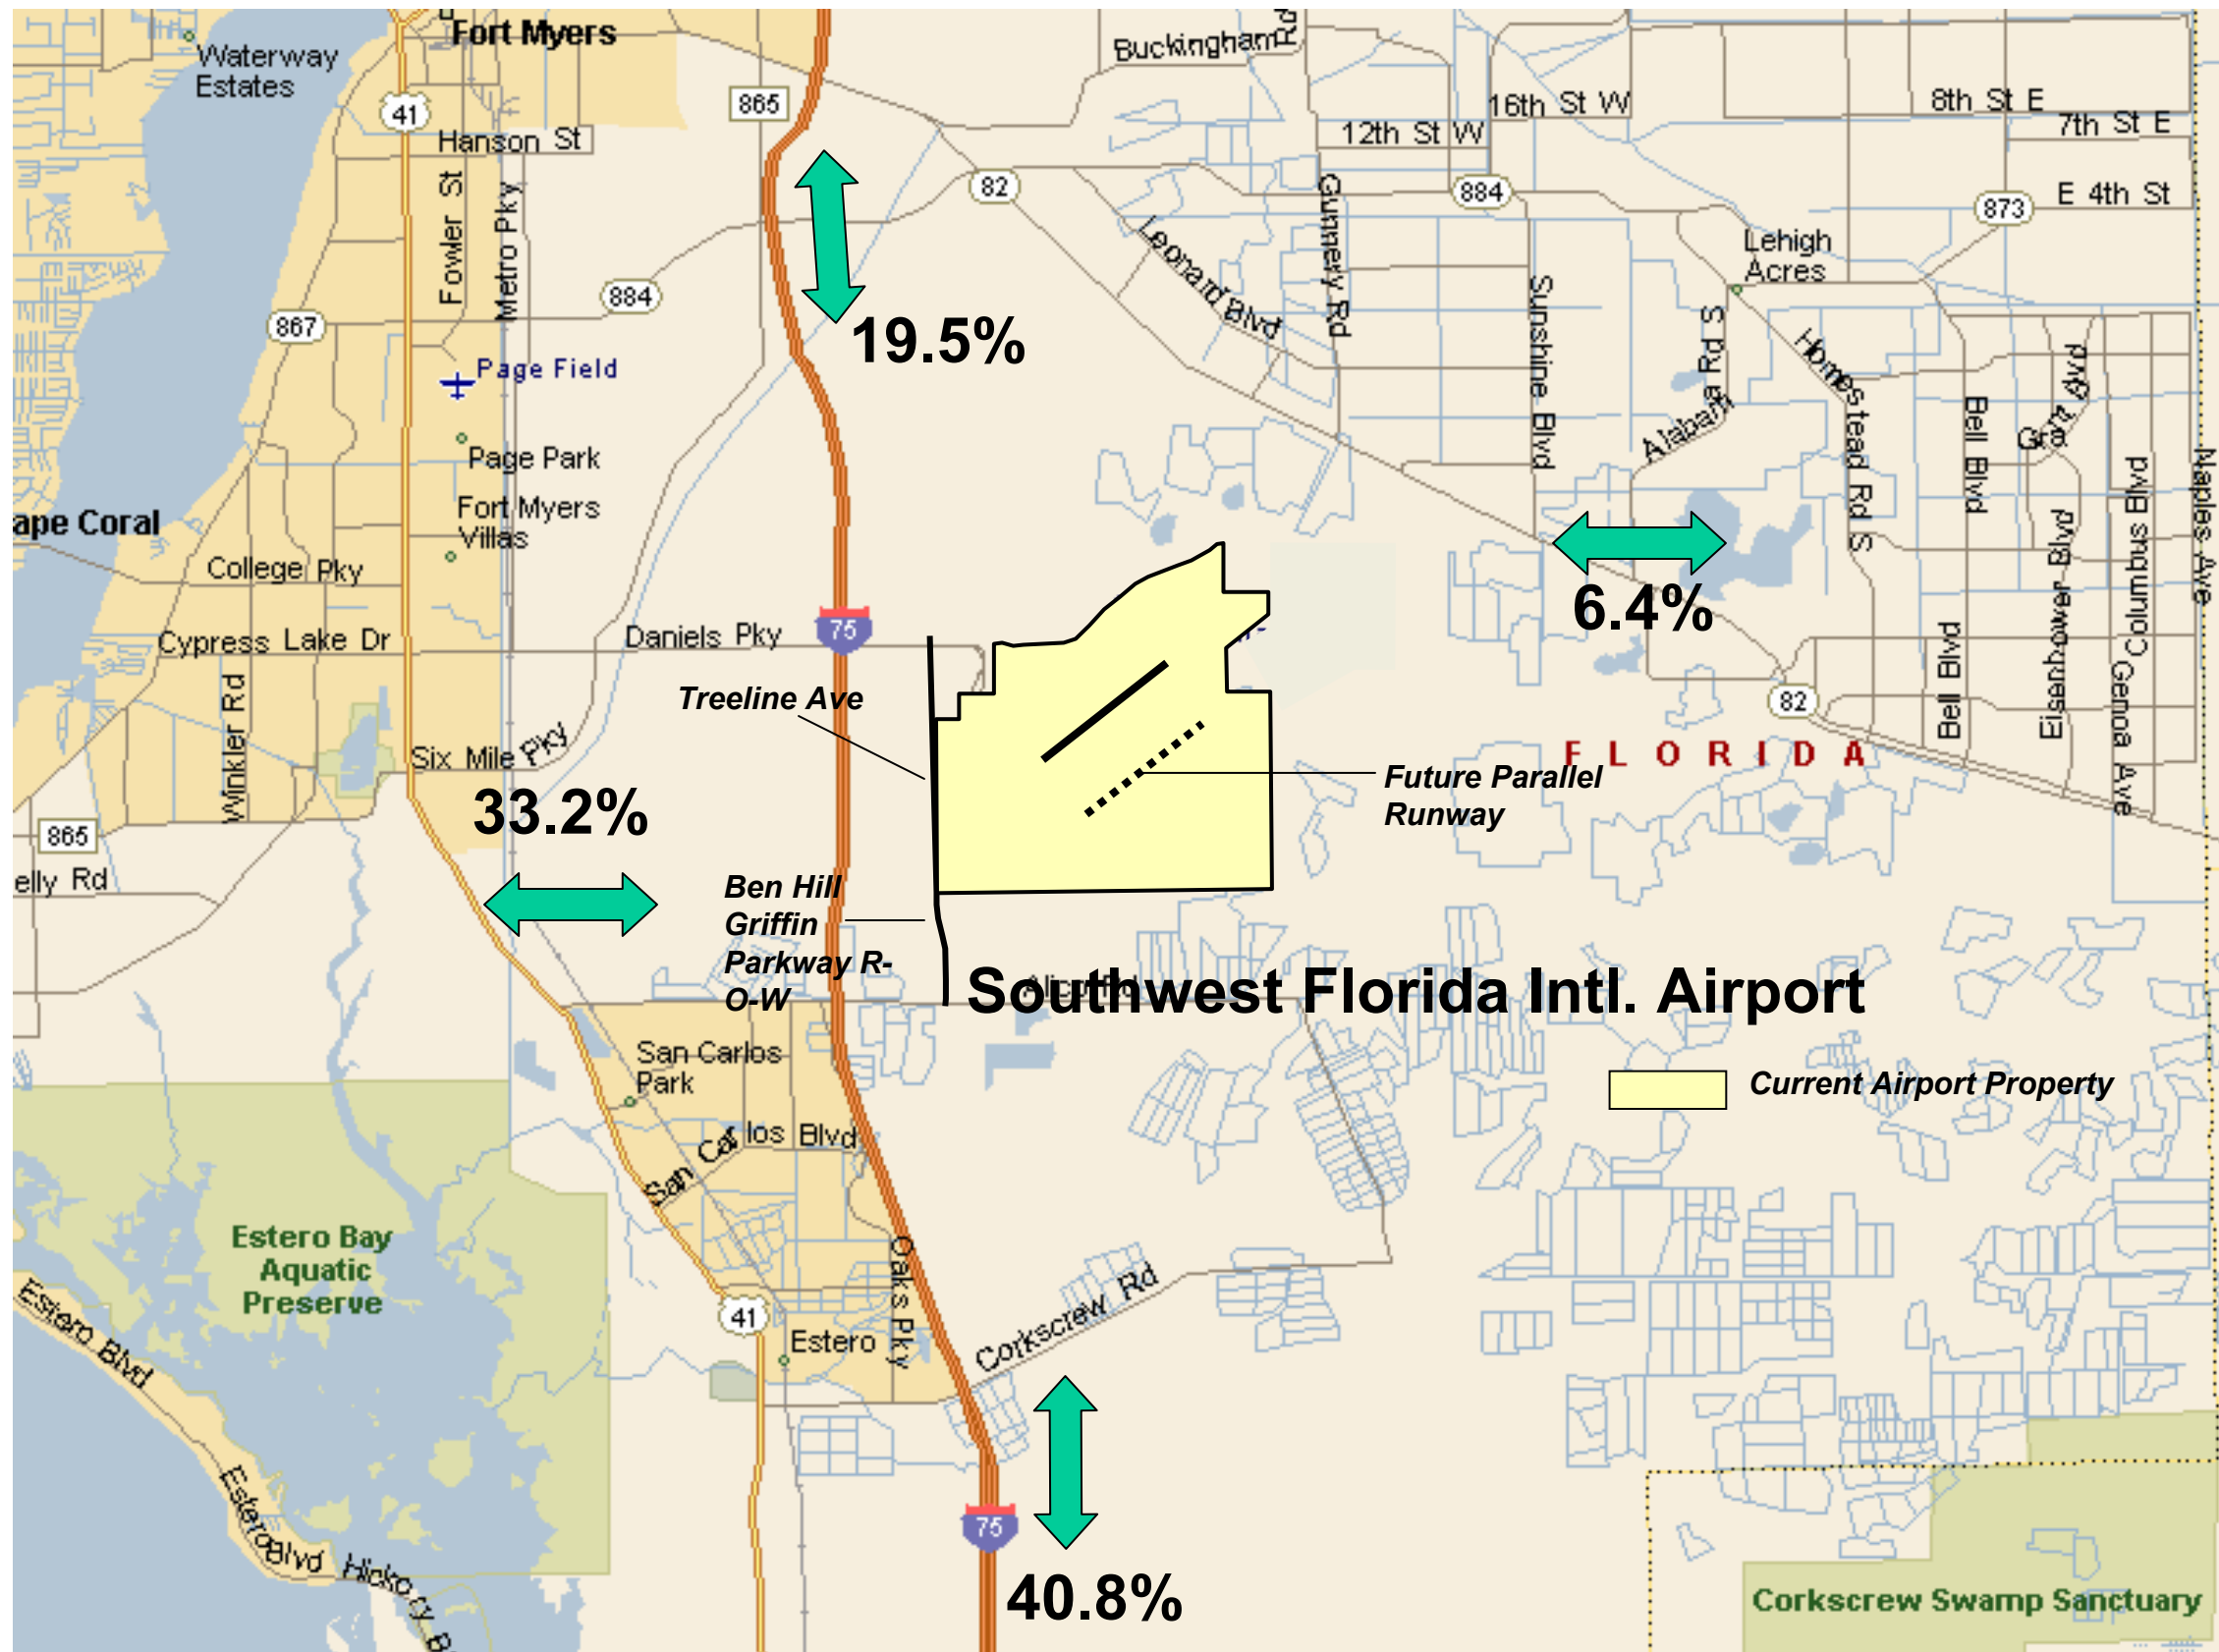 Fort Myers
Waterway
Estates
Buckingham Rd
41
865
16th St W
8th St E
12th St W
7th St E
Hanson St
82
884
873
E 4th St
Fowler St
Metro Pky
Gunnery Rd
Leonard Blvd
Lehigh
Acres
884
867
19.5%
Sunshine Blvd
Homestead Rd S
Page Field
Page Park
Alabama Rd S
Bell Blvd
Grant Blvd
Columbus Blvd
Naples Ave
Fort Myers
Villas
ape Coral
College Pky
6.4%
Eisenhower Blvd
75
Daniels Pky
Cypress Lake Dr
Bell Blvd
Genoa Ave
Winkler Rd
Treeline Ave
82
Six Mile Pky
FLORIDA
Future Parallel
Runway
33.2%
865
elly Rd
Ben Hill
Griffin
Parkway R-
O-W
Alico Rd
Southwest Florida Intl. Airport
San Carlos
Park
Current Airport Property
San Carlos Blvd
Estero Bay
Aquatic
Preserve
Oaks Pky
Estero Blvd
41
Estero
Corkscrew Rd
Estero Blvd
75
Hickory B
40.8%
Corkscrew Swamp Sanctuary